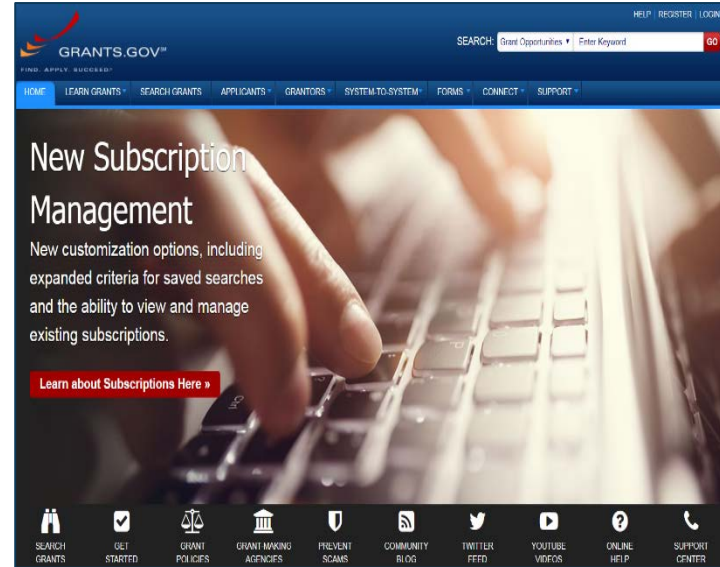 HELP | REGISTER | LOGIN
GRANTS.GOV℠
FIND. APPLY. SUCCEED.℠
SEARCH: Grant Opportunities Enter Keyword GO
HOME LEARN GRANTS SEARCH GRANTS APPLICANTS GRANTORS SYSTEM-TO-SYSTEM FORMS CONNECT SUPPORT
New Subscription
Management
New customization options, including
expanded criteria for saved searches
and the ability to view and manage
existing subscriptions.
Learn about Subscriptions Here »
Ctrl
SEARCH GRANTS
GET STARTED
GRANT POLICIES
GRANT-MAKING AGENCIES
PREVENT SCAMS
COMMUNITY BLOG
TWITTER FEED
YOUTUBE VIDEOS
ONLINE HELP
SUPPORT CENTER